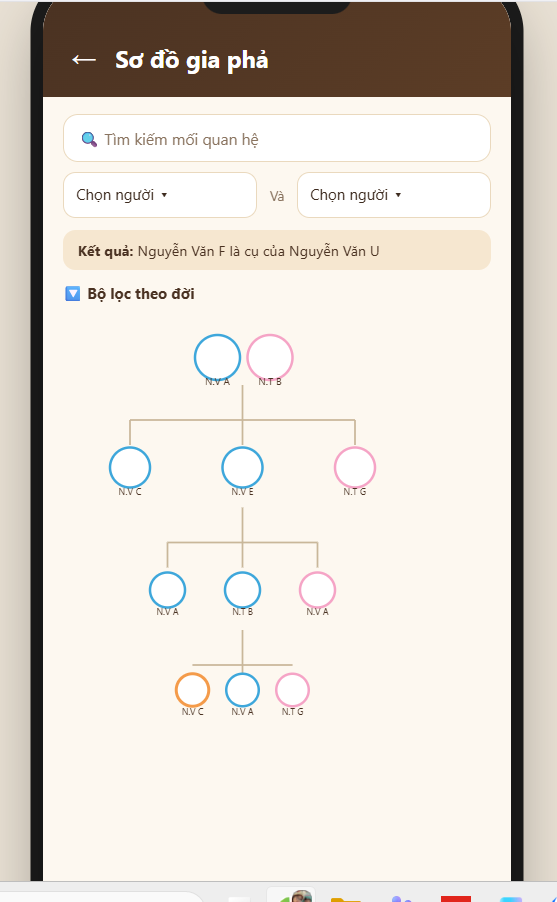 ← Sơ đồ gia phả
Tìm kiếm mối quan hệ
Chọn người ▾ Và Chọn người ▾
Kết quả: Nguyễn Văn F là cụ của Nguyễn Văn U
Bộ lọc theo đời
N.V A N.T B
N.V C N.V E N.T G
N.V A N.T B N.V A
N.V C N.V A N.T G